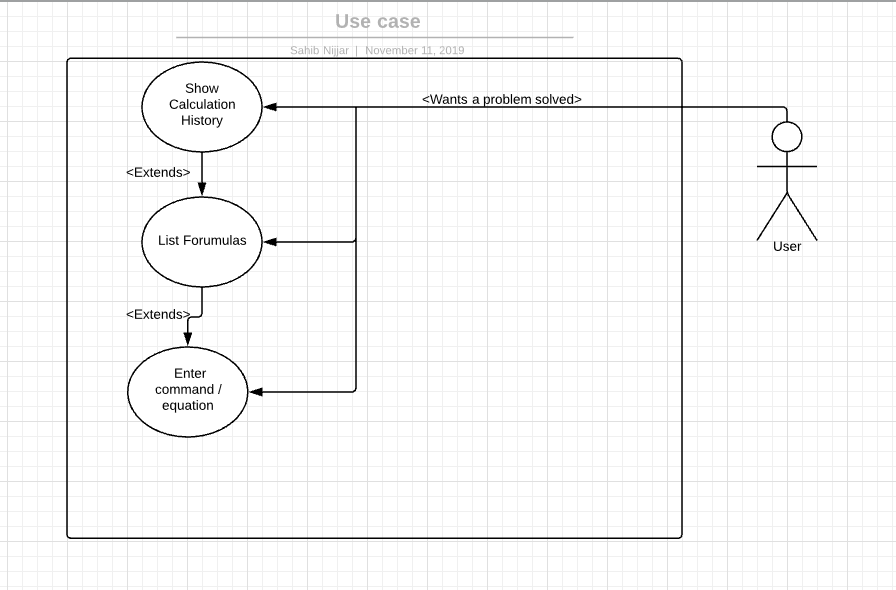 Use case
Sahib Nijjar | November 11, 2019
Show
Calculation
History
<Wants a problem solved>
<Extends>
List Forumulas
User
<Extends>
Enter
command /
equation